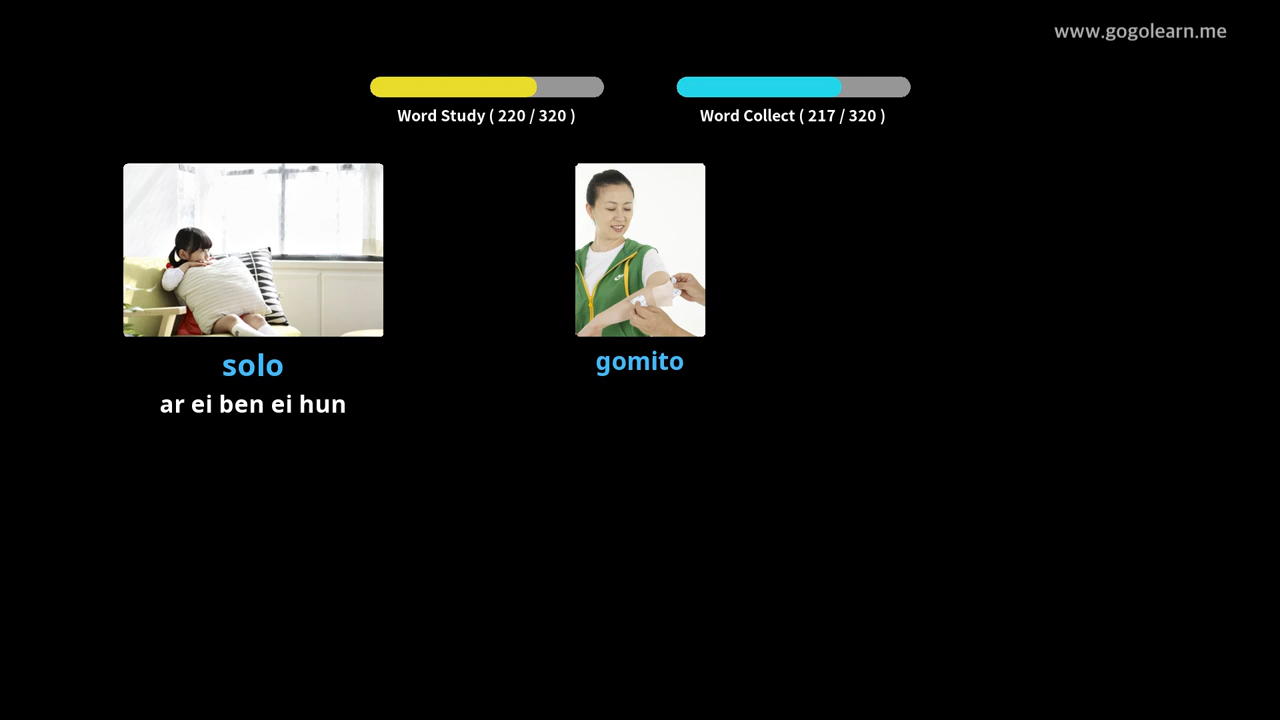 www.gogolearn.me
Word Study ( 220 / 320 )
Word Collect ( 217 / 320 )
solo
ar ei ben ei hun
gomito